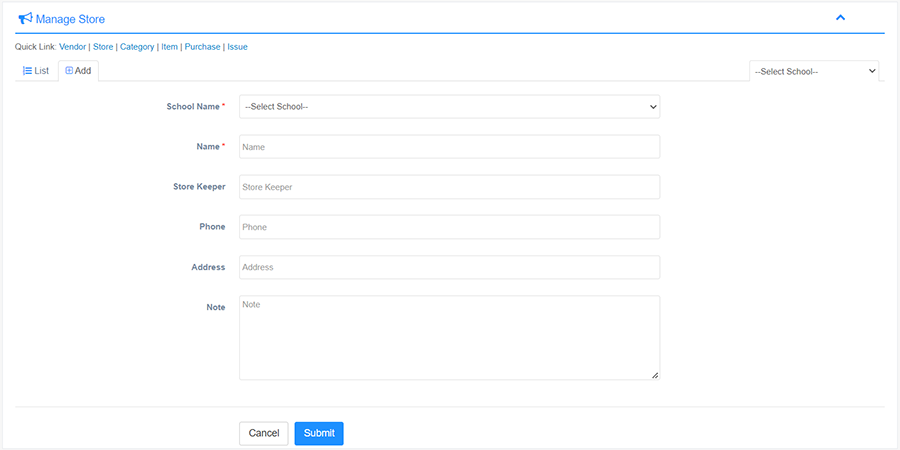 Manage Store
Quick Link: Vendor | Store | Category | Item | Purchase | Issue
List Add --Select School--
School Name * --Select School--
Name * Name
Store Keeper Store Keeper
Phone Phone
Address Address
Note Note
Cancel Submit